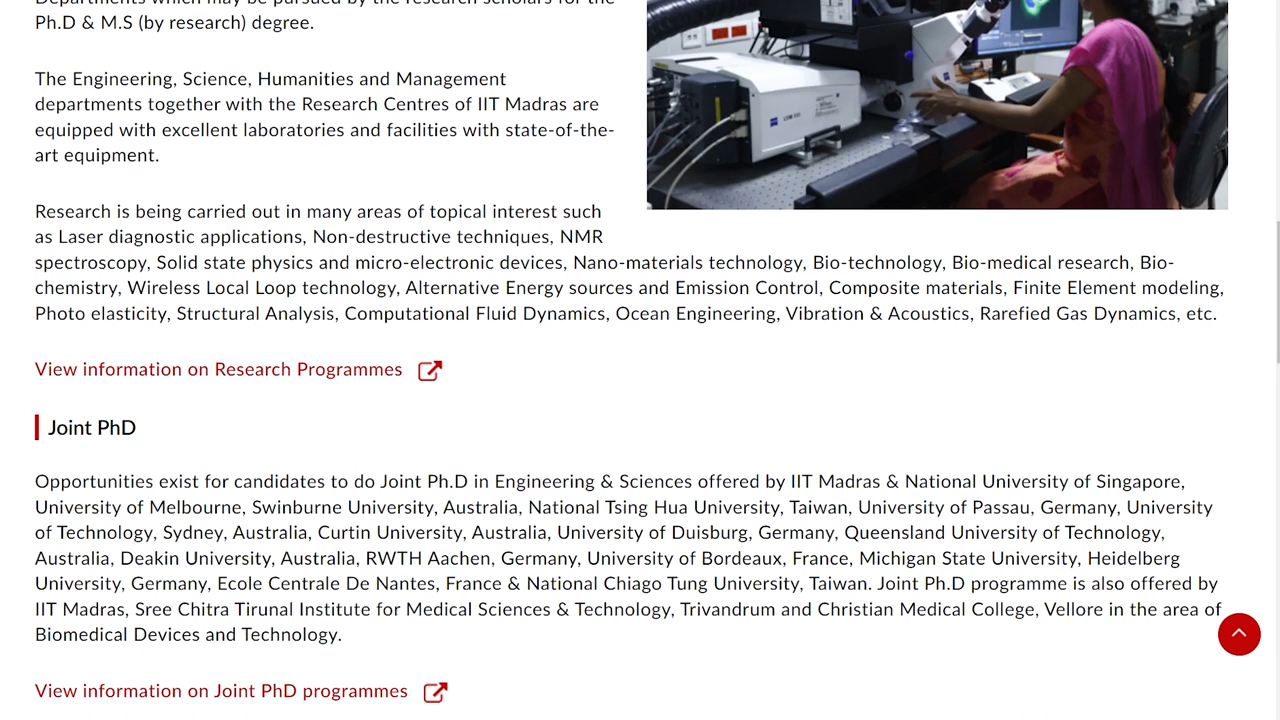 Departments which may be pursued by the research scholars for the
Ph.D & M.S (by research) degree.
The Engineering, Science, Humanities and Management
departments together with the Research Centres of IIT Madras are
equipped with excellent laboratories and facilities with state-of-the-
art equipment.
Research is being carried out in many areas of topical interest such
as Laser diagnostic applications, Non-destructive techniques, NMR
spectroscopy, Solid state physics and micro-electronic devices, Nano-materials technology, Bio-technology, Bio-medical research, Bio-
chemistry, Wireless Local Loop technology, Alternative Energy sources and Emission Control, Composite materials, Finite Element modeling,
Photo elasticity, Structural Analysis, Computational Fluid Dynamics, Ocean Engineering, Vibration & Acoustics, Rarefied Gas Dynamics, etc.
View information on Research Programmes
Joint PhD
Opportunities exist for candidates to do Joint Ph.D in Engineering & Sciences offered by IIT Madras & National University of Singapore,
University of Melbourne, Swinburne University, Australia, National Tsing Hua University, Taiwan, University of Passau, Germany, University
of Technology, Sydney, Australia, Curtin University, Australia, University of Duisburg, Germany, Queensland University of Technology,
Australia, Deakin University, Australia, RWTH Aachen, Germany, University of Bordeaux, France, Michigan State University, Heidelberg
University, Germany, Ecole Centrale De Nantes, France & National Chiago Tung University, Taiwan. Joint Ph.D programme is also offered by
IIT Madras, Sree Chitra Tirunal Institute for Medical Sciences & Technology, Trivandrum and Christian Medical College, Vellore in the area of
Biomedical Devices and Technology.
View information on Joint PhD programmes